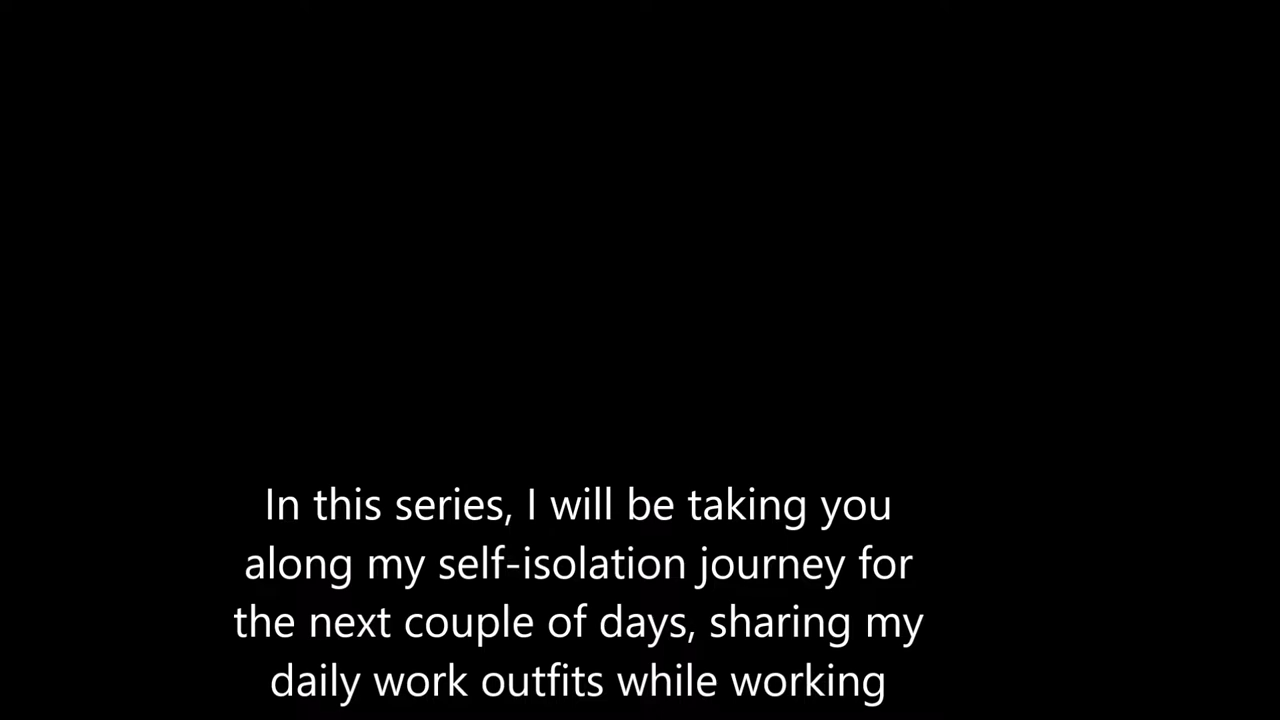 In this series, I will be taking you
along my self-isolation journey for
the next couple of days, sharing my
daily work outfits while working